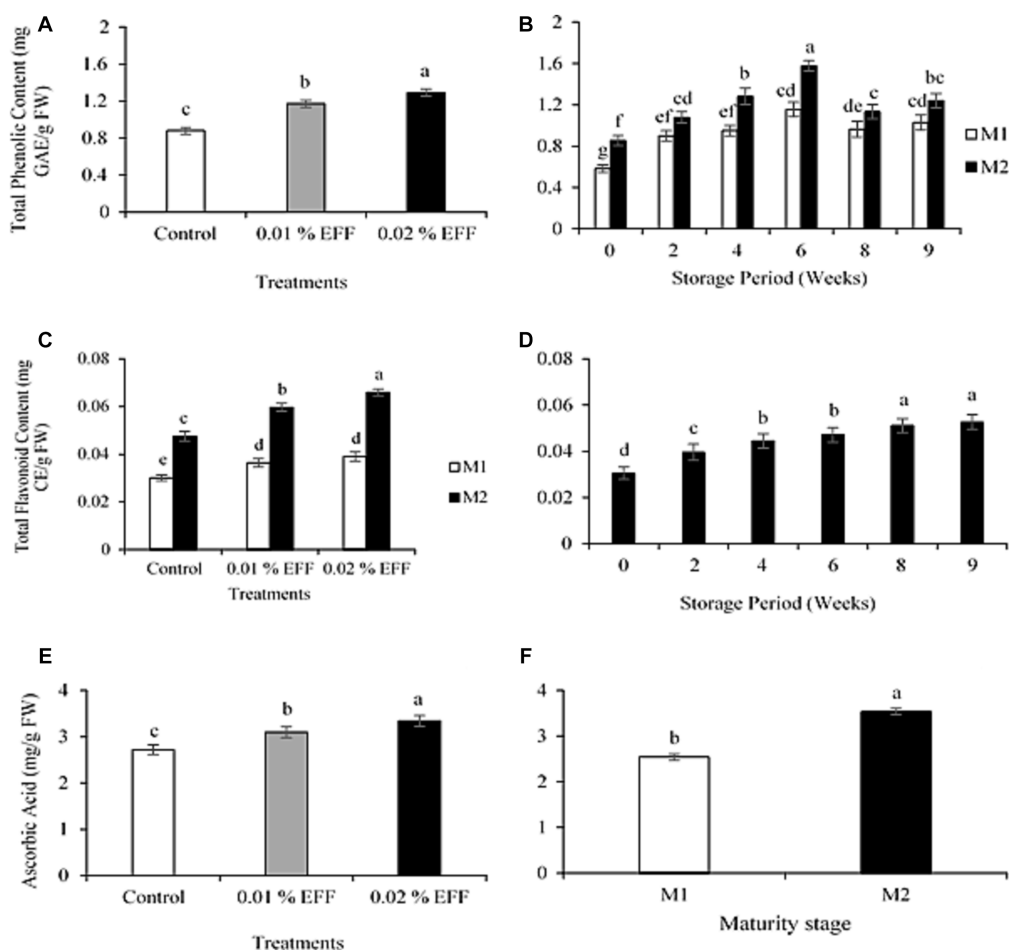 A
Total Phenolic Content (mg
GAE/g FW)
2
1.6
1.2
0.8
0.4
0
c
b
a
Control
0.01 % EFF
0.02 % EFF
Treatments
B
2
1.6
1.2
0.8
0.4
0
g
f
ef
cd
ef
b
cd
a
de
c
cd
bc
M1
M2
0
2
4
6
8
9
Storage Period (Weeks)
C
Total Flavonoid Content (mg
CE/g FW)
0.08
0.06
0.04
0.02
0
e
c
d
b
d
a
M1
M2
Control
0.01 % EFF
0.02 % EFF
Treatments
D
0.08
0.06
0.04
0.02
0
d
c
b
b
a
a
0
2
4
6
8
9
Storage Period (Weeks)
E
Ascorbic Acid (mg/g FW)
4
3
2
1
0
c
b
a
Control
0.01 % EFF
0.02 % EFF
Treatments
F
4
3
2
1
0
b
a
M1
M2
Maturity stage